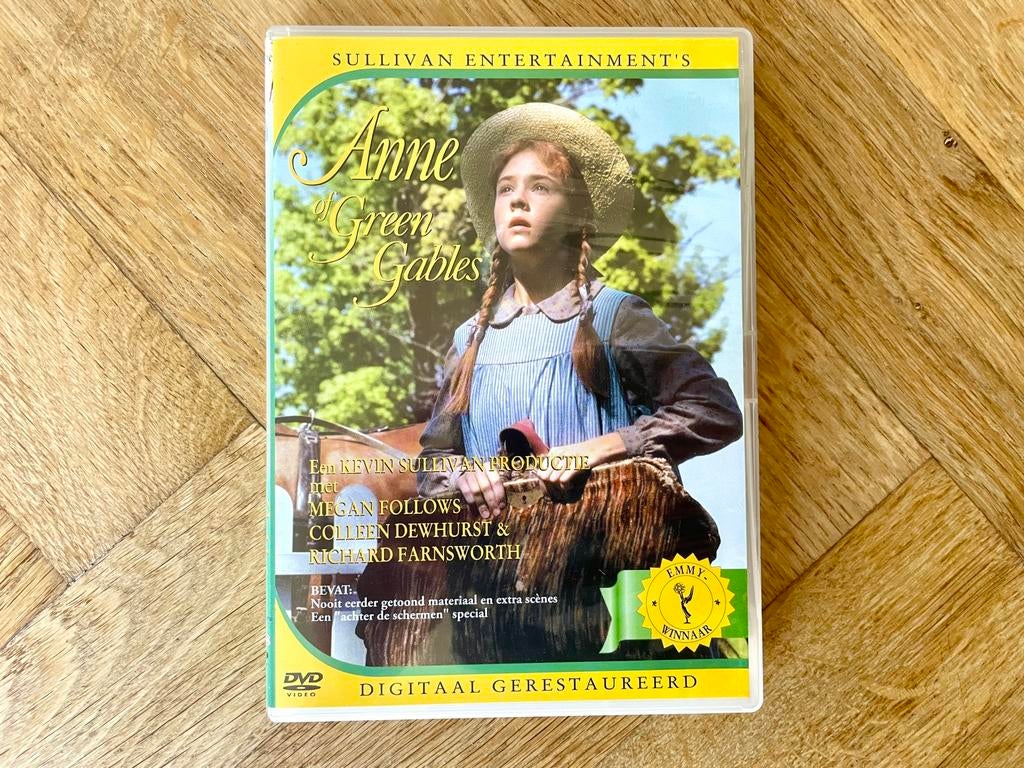 SULLIVAN ENTERTAINMENT'S
Anne
of Green
Gables
Een KEVIN SULLIVAN PRODUCTIE
met
MEGAN FOLLOWS
COLLEEN DEWHURST &
RICHARD FARNSWORTH
BEVAT:
Nooit eerder getoond materiaal en extra scènes
Een "achter de schermen" special
EMMY-
WINNAAR
DVD
VIDEO
DIGITAAL GERESTAUREERD